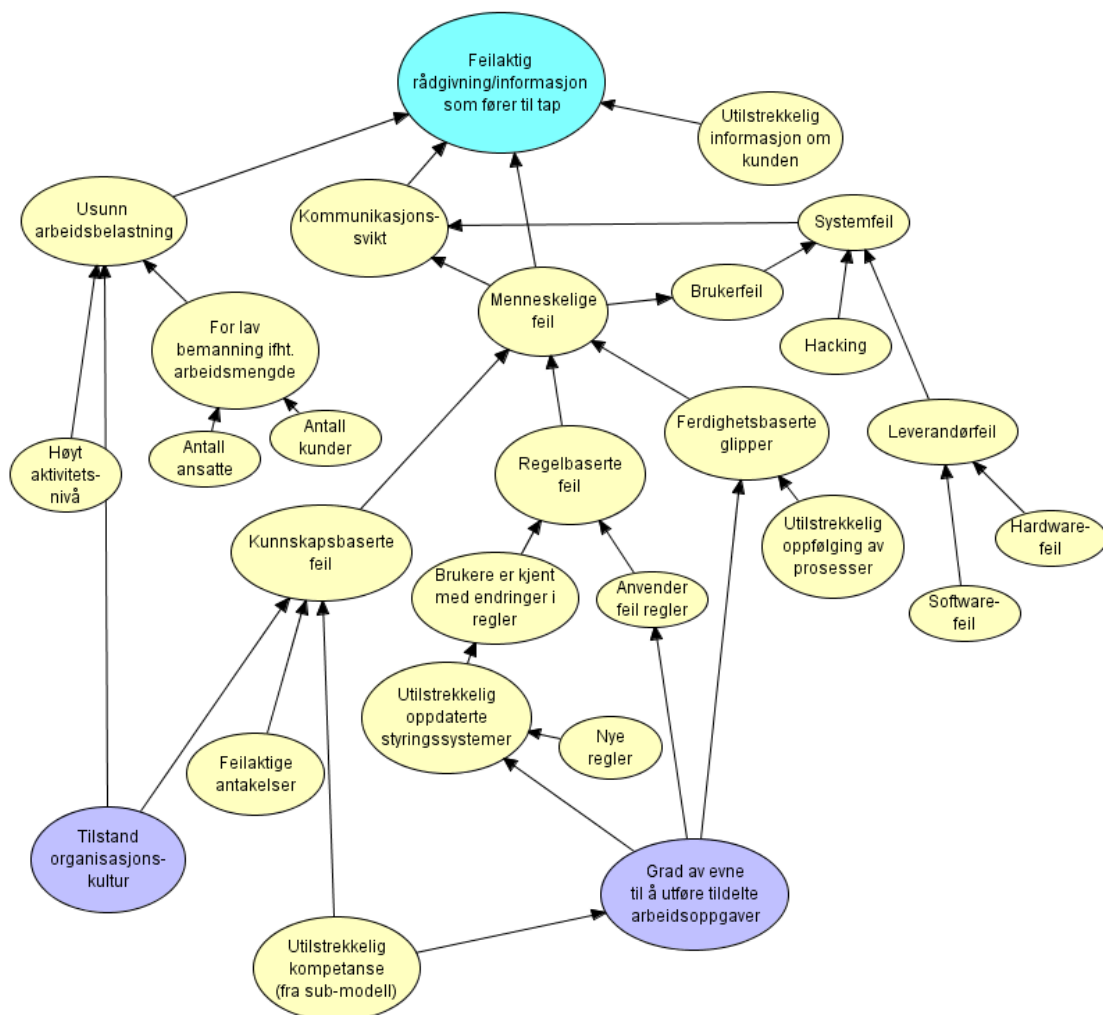 Feilaktig
rådgivning/informasjon
som fører til tap
Utilstrekkelig
informasjon om
kunden
Usunn
arbeidsbelastning
Kommunikasjons-
svikt
Systemfeil
Menneskelige
feil
Brukerfeil
For lav
bemanning ifht.
arbeidsmengde
Hacking
Antall
ansatte
Antall
kunder
Høyt
aktivitets-
nivå
Ferdighetsbaserte
glipper
Leverandørfeil
Regelbaserte
feil
Kunnskapsbaserte
feil
Utilstrekkelig
oppfølging av
prosesser
Hardware-
feil
Brukere er kjent
med endringer i
regler
Anvender
feil regler
Software-
feil
Utilstrekkelig
oppdaterte
styringssystemer
Nye
regler
Feilaktige
antakelser
Tilstand
organisasjons-
kultur
Grad av evne
til å utføre tildelte
arbeidsoppgaver
Utilstrekkelig
kompetanse
(fra sub-modell)